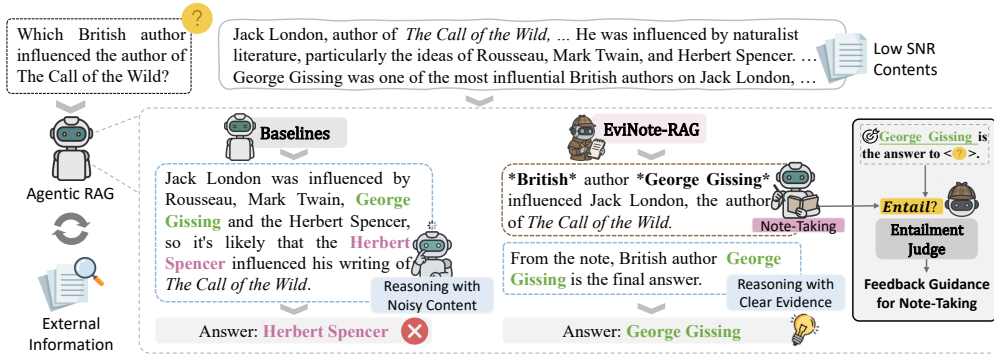 Which British author
influenced the author of
The Call of the Wild?
?
Jack London, author of The Call of the Wild, ... He was influenced by naturalist
literature, particularly the ideas of Rousseau, Mark Twain, and Herbert Spencer. ...
George Gissing was one of the most influential British authors on Jack London, ...
Low SNR
Contents
Agentic RAG
External
Information
Baselines
Jack London was influenced by
Rousseau, Mark Twain, George
Gissing and the Herbert Spencer,
so it's likely that the Herbert
Spencer influenced his writing of
The Call of the Wild.
Reasoning with
Noisy Content
Answer: Herbert Spencer
EviNote-RAG
*British* author *George Gissing*
influenced Jack London, the author
of The Call of the Wild.
Note-Taking
From the note, British author George
Gissing is the final answer.
Reasoning with
Clear Evidence
Answer: George Gissing
George Gissing is
the answer to <?>.
Entail?
Entailment
Judge
Feedback Guidance
for Note-Taking